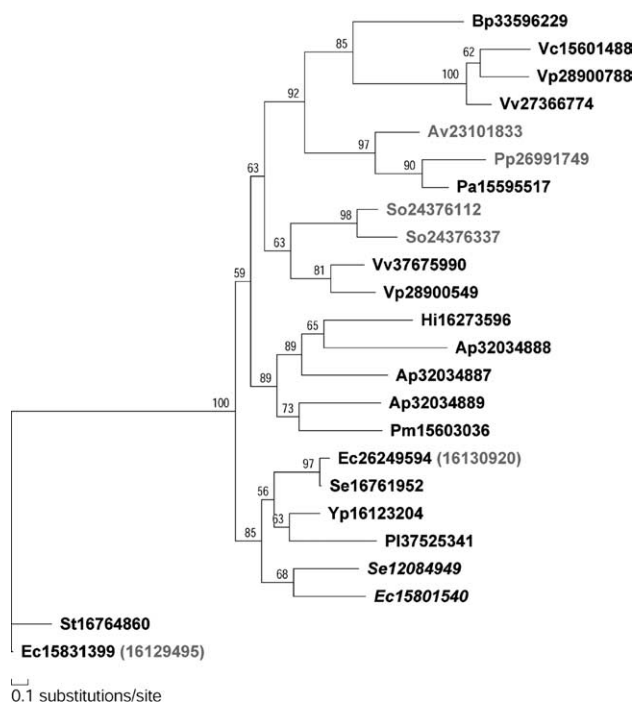 Bp33596229
85
62
Vc15601488
Vp28900788
100
Vv27366774
92
Av23101833
97
90
Pp26991749
Pa15595517
63
98
So24376112
So24376337
63
Vv37675990
81
Vp28900549
59
Hi16273596
65
Ap32034888
89
Ap32034887
89
Ap32034889
73
Pm15603036
100
97
Ec26249594 (16130920)
Se16761952
56
Yp16123204
63
Pl37525341
85
Se12084949
68
Ec15801540
St16764860
Ec15831399 (16129495)
0.1 substitutions/site